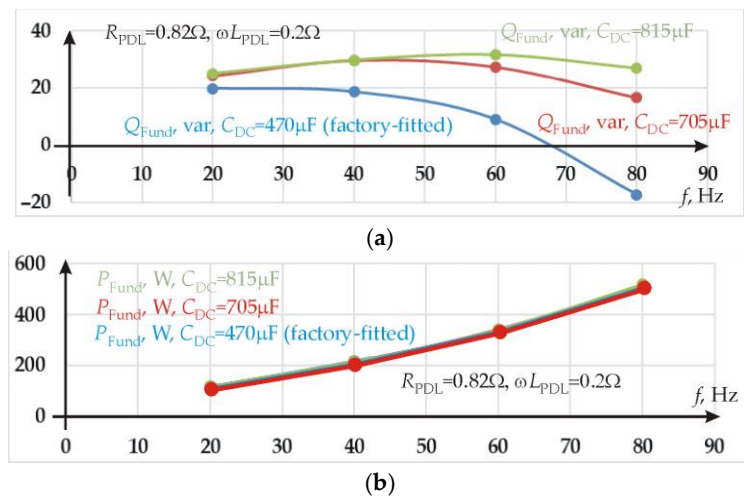 40
R_PDL=0.82Ω, ωL_PDL=0.2Ω
Q_Fund, var, C_DC=815μF
20
Q_Fund, var, C_DC=470μF (factory-fitted)
Q_Fund, var, C_DC=705μF
0
0 10 20 30 40 50 60 70 80 90
−20
f, Hz
(a)
600
P_Fund, W, C_DC=815μF
P_Fund, W, C_DC=705μF
400
P_Fund, W, C_DC=470μF (factory-fitted)
200
R_PDL=0.82Ω, ωL_PDL=0.2Ω
f, Hz
0
0 10 20 30 40 50 60 70 80 90
(b)